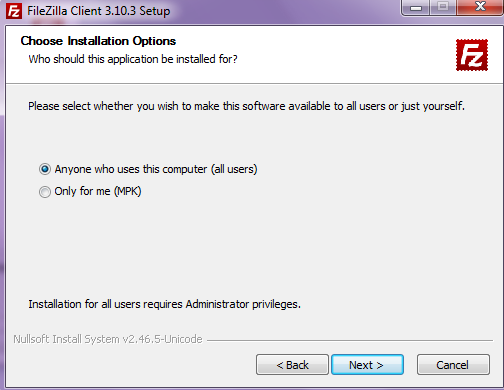 FileZilla Client 3.10.3 Setup
Choose Installation Options
Who should this application be installed for?
Fz
Please select whether you wish to make this software available to all users or just yourself.
Anyone who uses this computer (all users)
Only for me (MPK)
Installation for all users requires Administrator privileges.
Nullsoft Install System v2.46.5-Unicode
< Back
Next >
Cancel